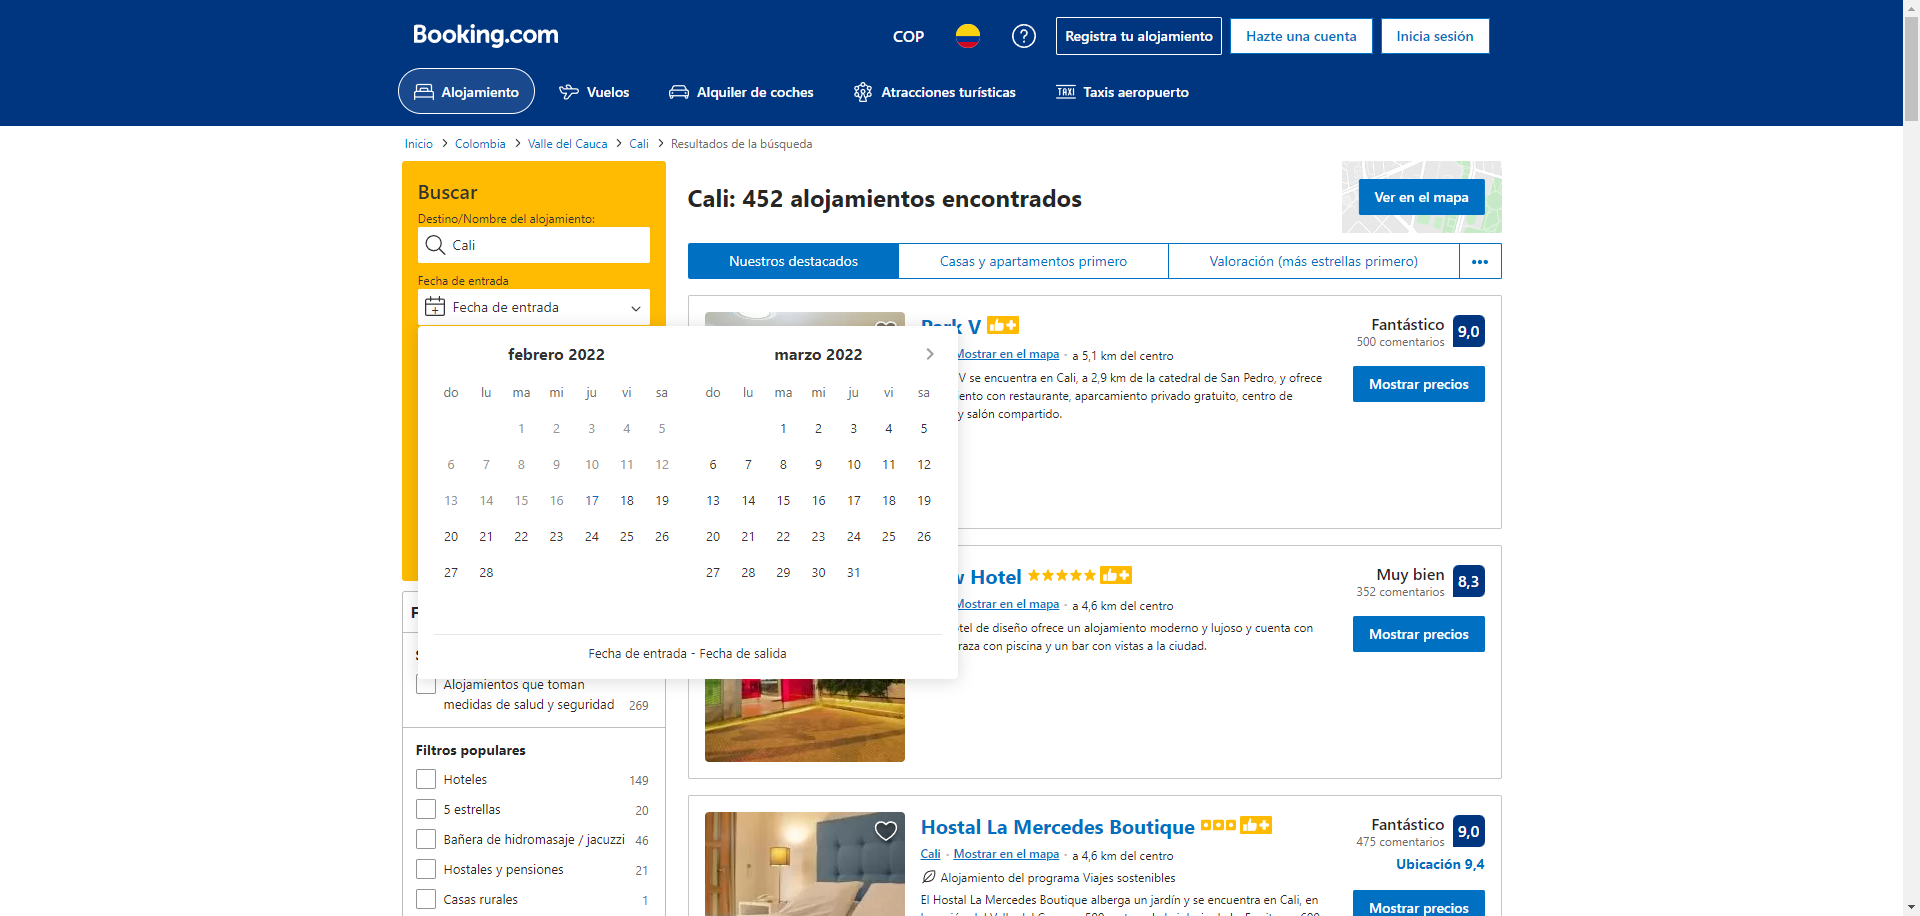 Booking.com
COP
Registra tu alojamiento
Hazte una cuenta
Inicia sesión
Alojamiento
Vuelos
Alquiler de coches
Atracciones turísticas
TAXI
Taxis aeropuerto
Inicio > Colombia > Valle del Cauca > Cali > Resultados de la búsqueda
Buscar
Destino/Nombre del alojamiento:
Cali
Fecha de entrada
Fecha de entrada
febrero 2022
do lu ma mi ju vi sa
1 2 3 4 5
6 7 8 9 10 11 12
13 14 15 16 17 18 19
20 21 22 23 24 25 26
27 28
marzo 2022
do lu ma mi ju vi sa
1 2 3 4 5
6 7 8 9 10 11 12
13 14 15 16 17 18 19
20 21 22 23 24 25 26
27 28 29 30 31
Fecha de entrada - Fecha de salida
Alojamientos que toman
medidas de salud y seguridad 269
Filtros populares
Hoteles 149
5 estrellas 20
Bañera de hidromasaje / jacuzzi 46
Hostales y pensiones 21
Casas rurales 1
Cali: 452 alojamientos encontrados
Ver en el mapa
Nuestros destacados
Casas y apartamentos primero
Valoración (más estrellas primero)
Park V
Mostrar en el mapa · a 5,1 km del centro
V se encuentra en Cali, a 2,9 km de la catedral de San Pedro, y ofrece
con restaurante, aparcamiento privado gratuito, centro de
y salón compartido.
Fantástico
500 comentarios
9,0
Mostrar precios
Hotel
Mostrar en el mapa · a 4,6 km del centro
de diseño ofrece un alojamiento moderno y lujoso y cuenta con
con piscina y un bar con vistas a la ciudad.
Muy bien
352 comentarios
8,3
Mostrar precios
Hostal La Mercedes Boutique
Cali · Mostrar en el mapa · a 4,6 km del centro
Alojamiento del programa Viajes sostenibles
El Hostal La Mercedes Boutique alberga un jardín y se encuentra en Cali, en
Fantástico
475 comentarios
9,0
Ubicación 9,4
Mostrar precios